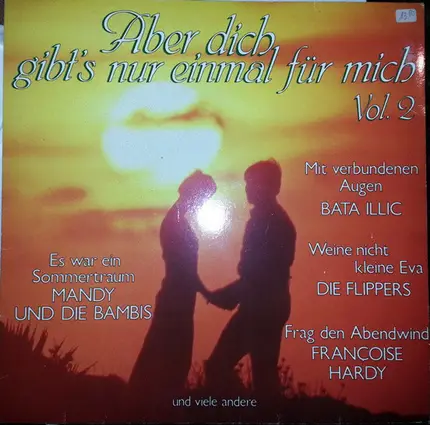 Aber dich
gibt's nur einmal für mich
Vol. 2
Mit verbundenen
Augen
BATA ILLIC
Es war ein
Sommertraum
MANDY
UND DIE BAMBIS
Weine nicht
kleine Eva
DIE FLIPPERS
Frag den Abendwind
FRANCOISE
HARDY
und viele andere